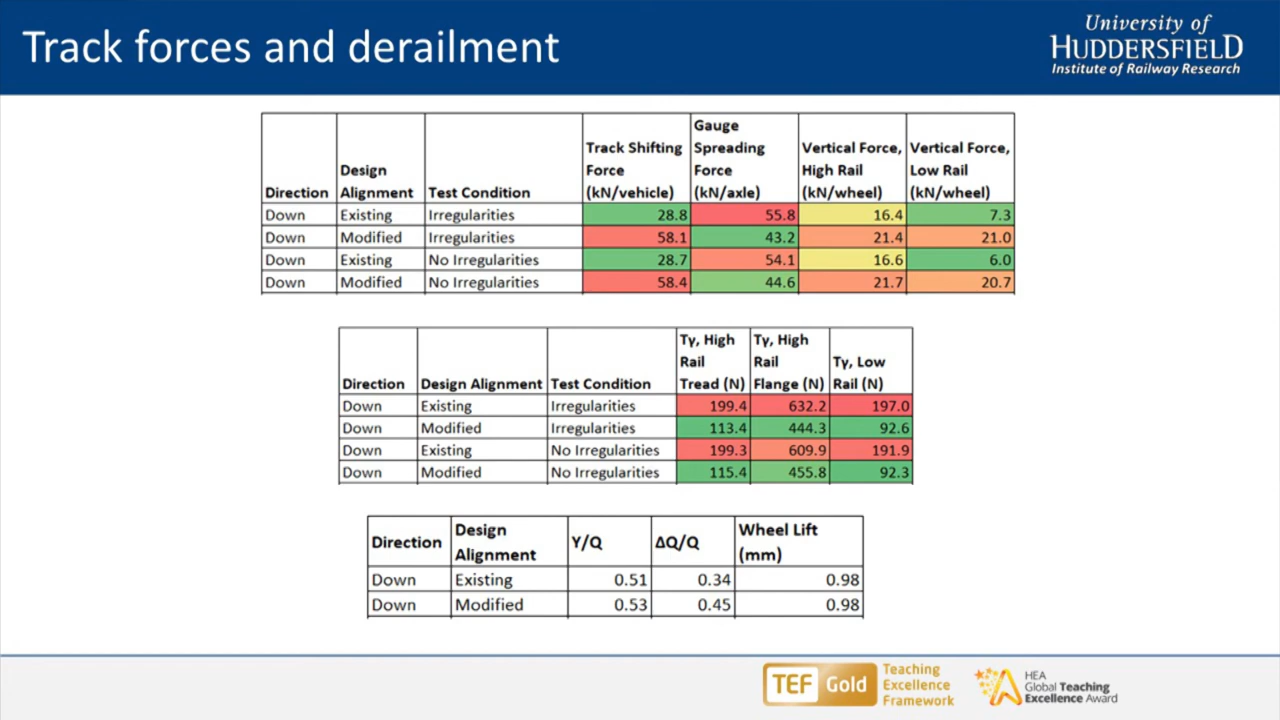 Track forces and derailment
University of
HUDDERSFIELD
Institute of Railway Research
Direction Design Alignment Test Condition Track Shifting Force (kN/vehicle) Gauge Spreading Force (kN/axle) Vertical Force, High Rail (kN/wheel) Vertical Force, Low Rail (kN/wheel)
Down Existing Irregularities 28.8 55.8 16.4 7.3
Down Modified Irregularities 58.1 43.2 21.4 21.0
Down Existing No Irregularities 28.7 54.1 16.6 6.0
Down Modified No Irregularities 58.4 44.6 21.7 20.7
Direction Design Alignment Test Condition Tγ, High Rail Tread (N) Tγ, High Rail Flange (N) Tγ, Low Rail (N)
Down Existing Irregularities 199.4 632.2 197.0
Down Modified Irregularities 113.4 444.3 92.6
Down Existing No Irregularities 199.3 609.9 191.9
Down Modified No Irregularities 115.4 455.8 92.3
Direction Design Alignment Y/Q ΔQ/Q Wheel Lift (mm)
Down Existing 0.51 0.34 0.98
Down Modified 0.53 0.45 0.98
TEF Gold
Teaching
Excellence
Framework
HEA
Global Teaching
Excellence Award